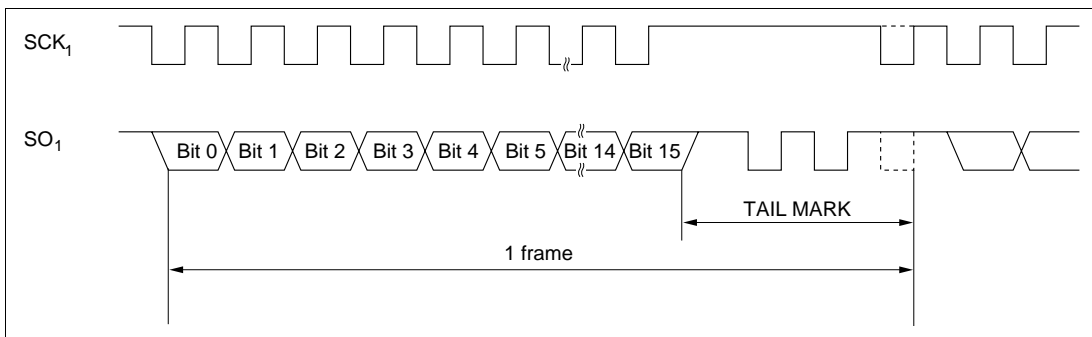 SCK1
SO1
Bit 0 Bit 1 Bit 2 Bit 3 Bit 4 Bit 5 Bit 14 Bit 15
TAIL MARK
1 frame